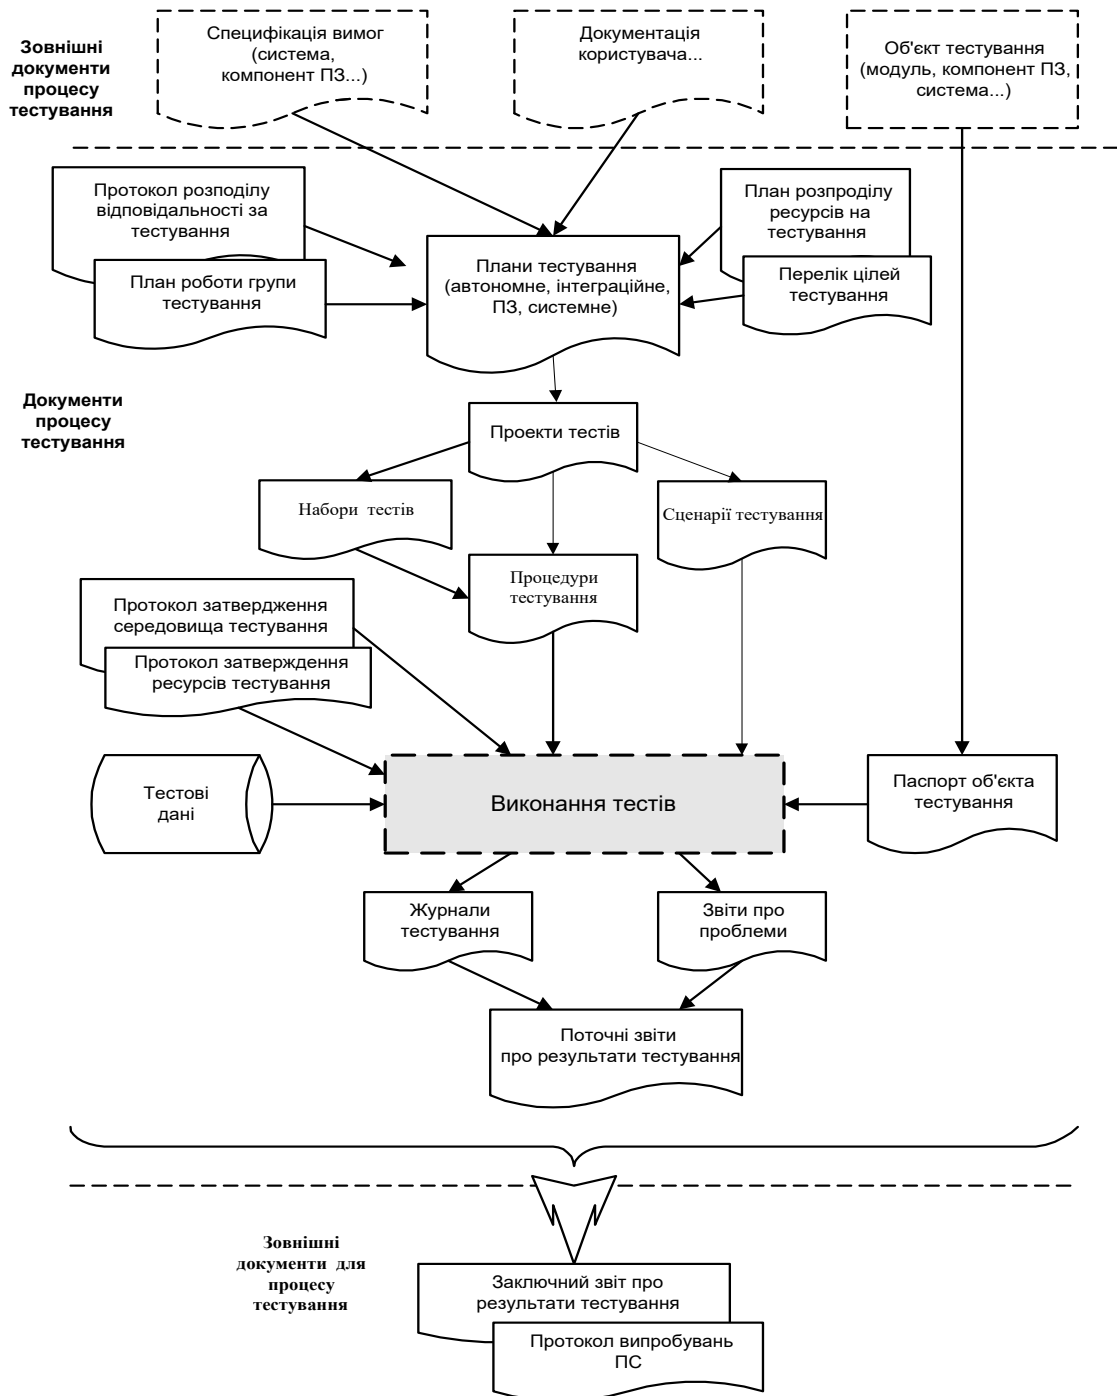 Зовнішні
документи
процесу
тестування
Специфікація вимог
(система,
компонент ПЗ...)
Документація
користувача...
Об'єкт тестування
(модуль, компонент ПЗ,
система...)
Протокол розподілу
відповідальності за
тестування
План роботи групи
тестування
Плани тестування
(автономне, інтеграційне,
ПЗ, системне)
План розпроділу
ресурсів на
тестування
Перелік цілей
тестування
Документи
процесу
тестування
Проекти тестів
Набори тестів
Сценарії тестування
Процедури
тестування
Протокол затвердження
середовища тестування
Протокол затверждення
ресурсів тестування
Тестові
дані
Виконання тестів
Паспорт об'єкта
тестування
Журнали
тестування
Звіти про
проблеми
Поточні звіти
про результати тестування
Зовнішні
документи для
процесу
тестування
Заключний звіт про
результати тестування
Протокол випробувань
ПС